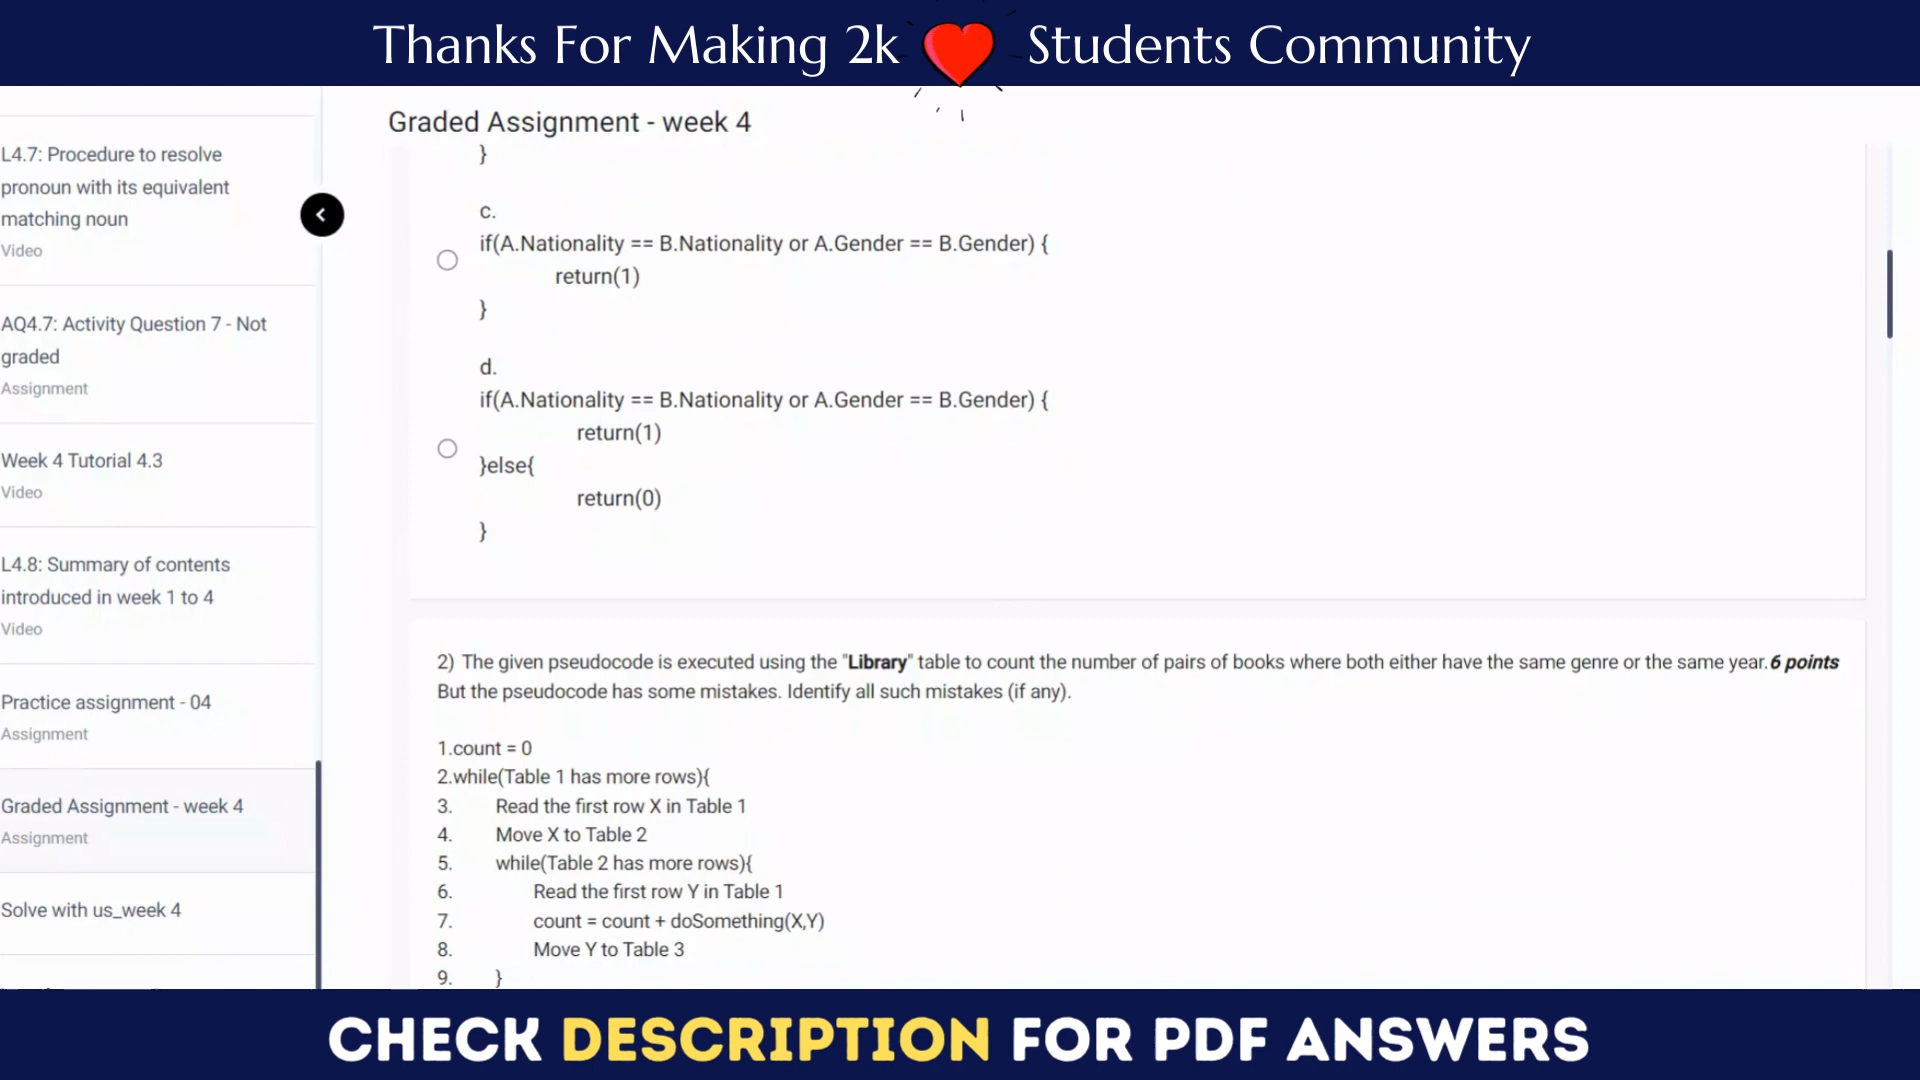 Thanks For Making 2k Students Community
Graded Assignment - week 4
L4.7: Procedure to resolve
pronoun with its equivalent
matching noun
Video
AQ4.7: Activity Question 7 - Not
graded
Assignment
Week 4 Tutorial 4.3
Video
L4.8: Summary of contents
introduced in week 1 to 4
Video
Practice assignment - 04
Assignment
Graded Assignment - week 4
Assignment
Solve with us_week 4
}
c.
if(A.Nationality == B.Nationality or A.Gender == B.Gender) {
return(1)
}
d.
if(A.Nationality == B.Nationality or A.Gender == B.Gender) {
return(1)
}else{
return(0)
}
2) The given pseudocode is executed using the "Library" table to count the number of pairs of books where both either have the same genre or the same year. 6 points
But the pseudocode has some mistakes. Identify all such mistakes (if any).
1.count = 0
2.while(Table 1 has more rows){
3. Read the first row X in Table 1
4. Move X to Table 2
5. while(Table 2 has more rows){
6. Read the first row Y in Table 1
7. count = count + doSomething(X,Y)
8. Move Y to Table 3
9. }
CHECK DESCRIPTION FOR PDF ANSWERS